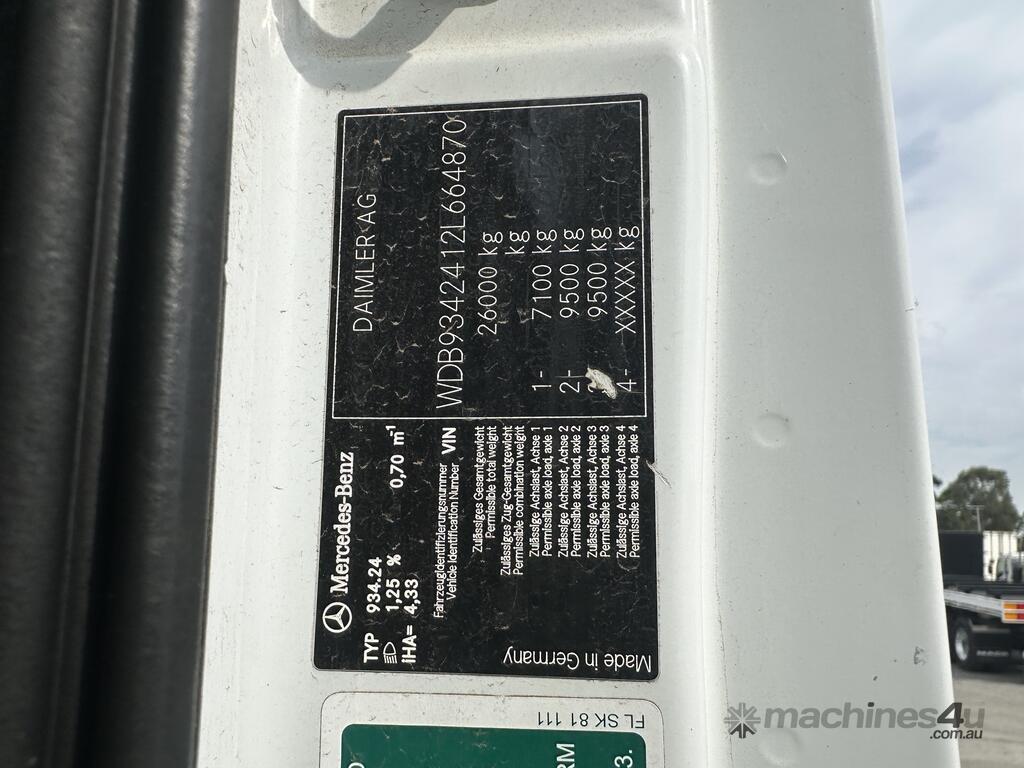 Mercedes-Benz
TYP 934.24
1,25 %
IHA= 4,33 0,70 m-1
DAIMLER AG
Fahrzeugidentifizierungsnummer
Vehicle Identification Number VIN WDB9342412L664870
Zulässiges Gesamtgewicht
Permissible total weight 26000 kg
Zulässiges Zug-Gesamtgewicht
Permissible combination weight kg
Zulässige Achslast, Achse 1
Permissible axle load, axle 1 1- 7100 kg
Zulässige Achslast, Achse 2
Permissible axle load, axle 2 2- 9500 kg
Zulässige Achslast, Achse 3
Permissible axle load, axle 3 9500 kg
Zulässige Achslast, Achse 4
Permissible axle load, axle 4 4- XXXXX kg
Made in Germany
FL SK 81 111
RM
3.
machines4u
.com.au